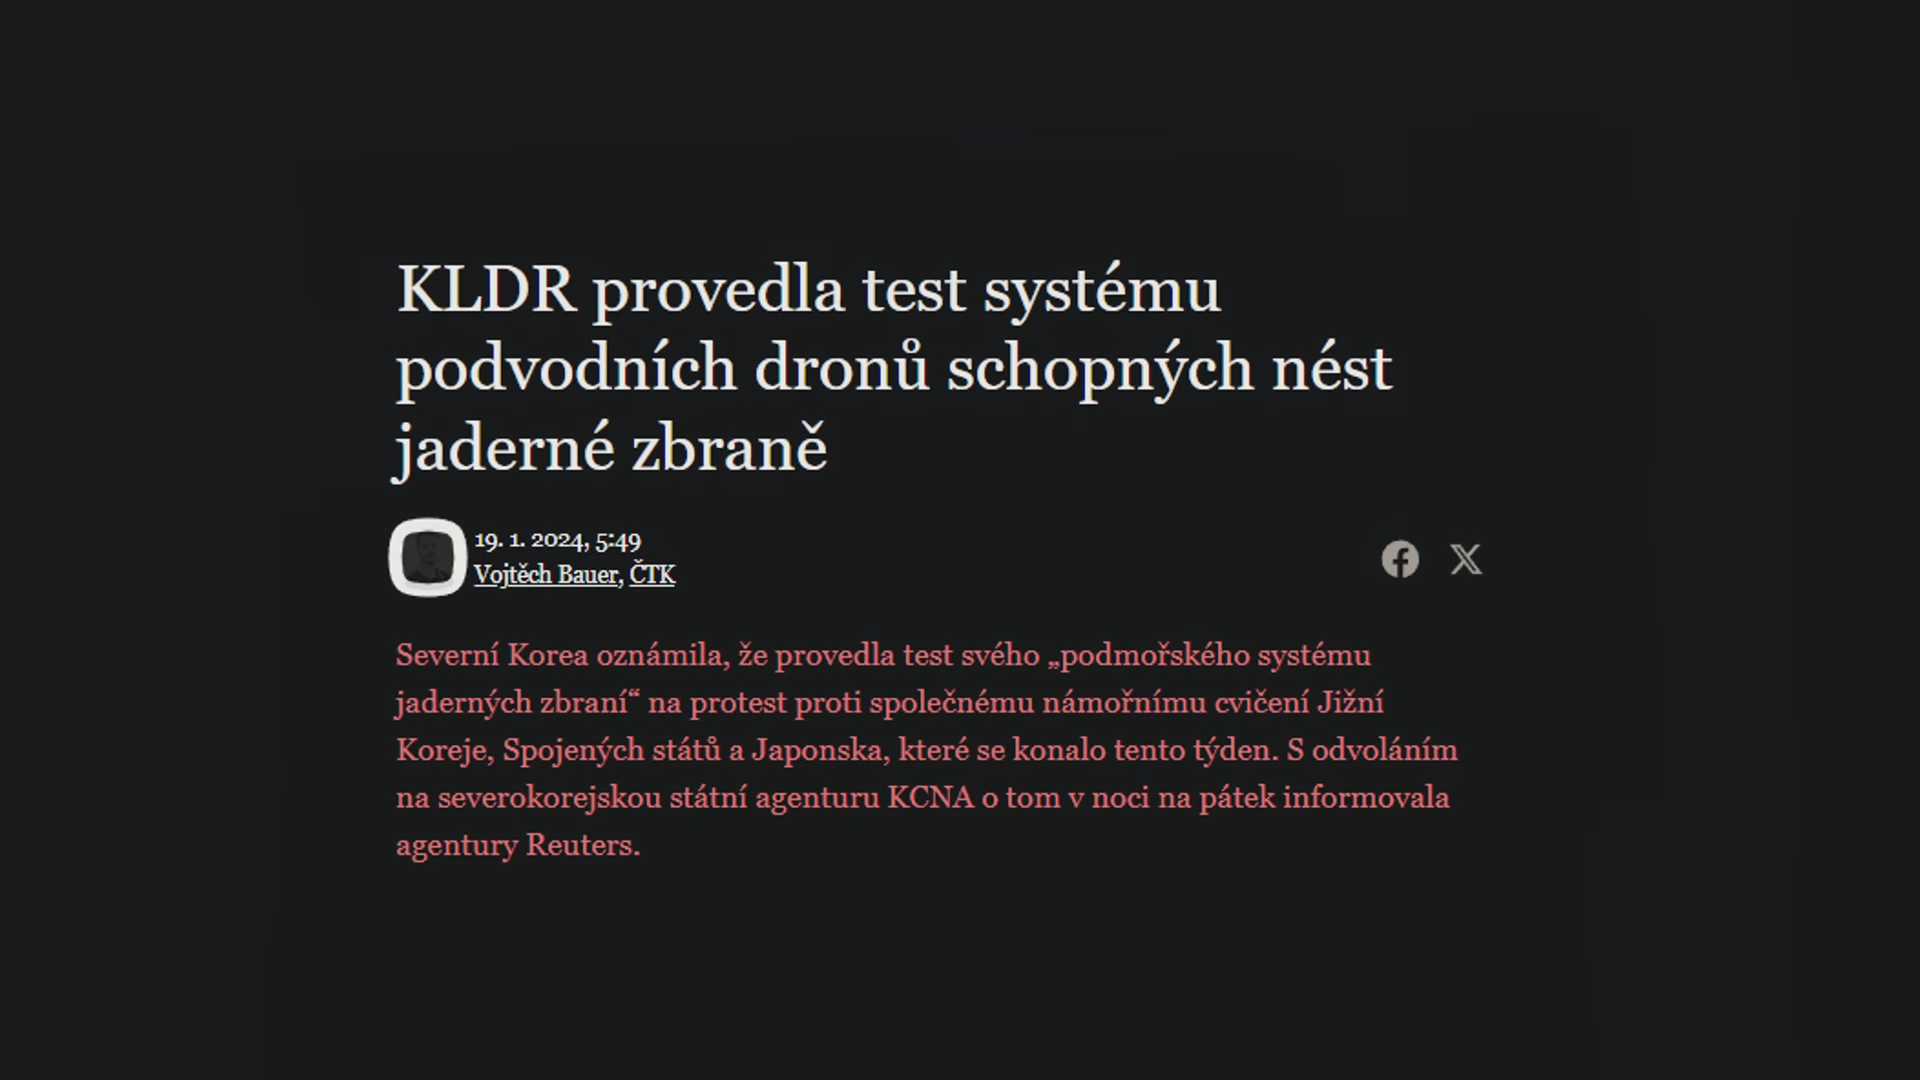 KLDR provedla test systému
podvodních dronů schopných nést
jaderné zbraně
19. 1. 2024, 5:49
Vojtěch Bauer, ČTK
Severní Korea oznámila, že provedla test svého „podmořského systému
jaderných zbraní“ na protest proti společnému námořnímu cvičení Jižní
Koreje, Spojených států a Japonska, které se konalo tento týden. S odvoláním
na severokorejskou státní agenturu KCNA o tom v noci na pátek informovala
agentury Reuters.